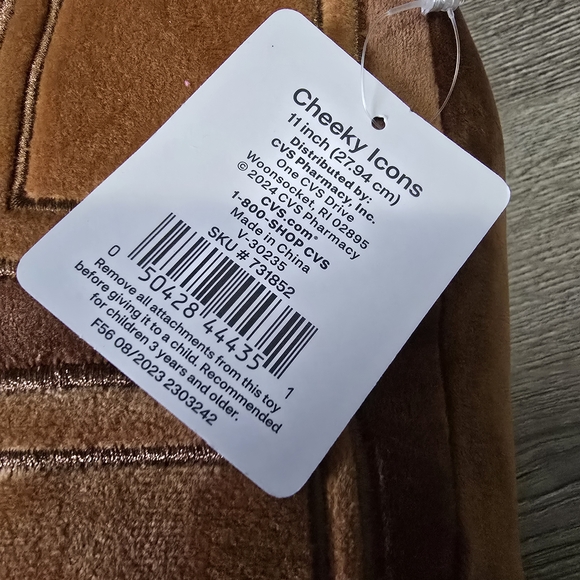 Cheeky Icons
11 inch (27.94 cm)
Distributed by:
CVS Pharmacy, Inc.
One CVS Drive
Woonsocket, RI 02895
© 2024 CVS Pharmacy
CVS.com®
1-800-SHOP CVS
Made in China
V-30235
SKU # 731852
0 50428 44435 1
Remove all attachments from this toy
before giving it to a child. Recommended
for children 3 years and older.
F56 06/2023 2303242